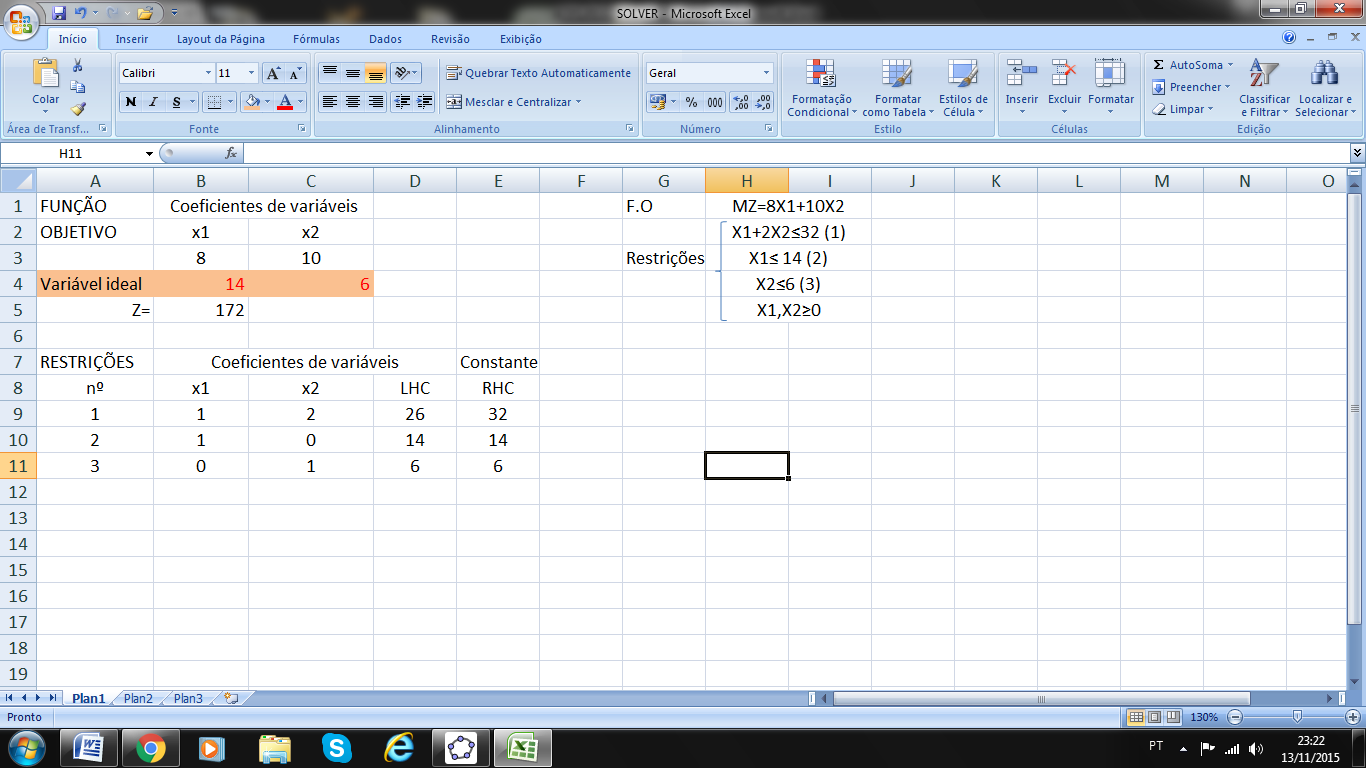 SOLVER - Microsoft Excel
Início Inserir Layout da Página Fórmulas Dados Revisão Exibição
Colar
Área de Transf...
Calibri 11 A A
N I S A
Fonte
Quebrar Texto Automaticamente
Mesclar e Centralizar
Alinhamento
Geral
% 000 ,00 ,0
Número
Formatação Condicional
Formatar como Tabela
Estilos de Célula
Estilo
Inserir Excluir Formatar
Células
Σ AutoSoma
Preencher
Limpar
Classificar e Filtrar
Localizar e Selecionar
Edição
H11 fx
A B C D E F G H I J K L M N O
1 FUNÇÃO Coeficientes de variáveis F.O MZ=8X1+10X2
2 OBJETIVO x1 x2 X1+2X2≤32 (1)
3 8 10 Restrições X1≤ 14 (2)
4 Variável ideal 14 6 X2≤6 (3)
5 Z= 172 X1,X2≥0
6
7 RESTRIÇÕES Coeficientes de variáveis Constante
8 nº x1 x2 LHC RHC
9 1 1 2 26 32
10 2 1 0 14 14
11 3 0 1 6 6
12
13
14
15
16
17
18
19
Plan1 Plan2 Plan3
Pronto 130%
PT 23:22
13/11/2015